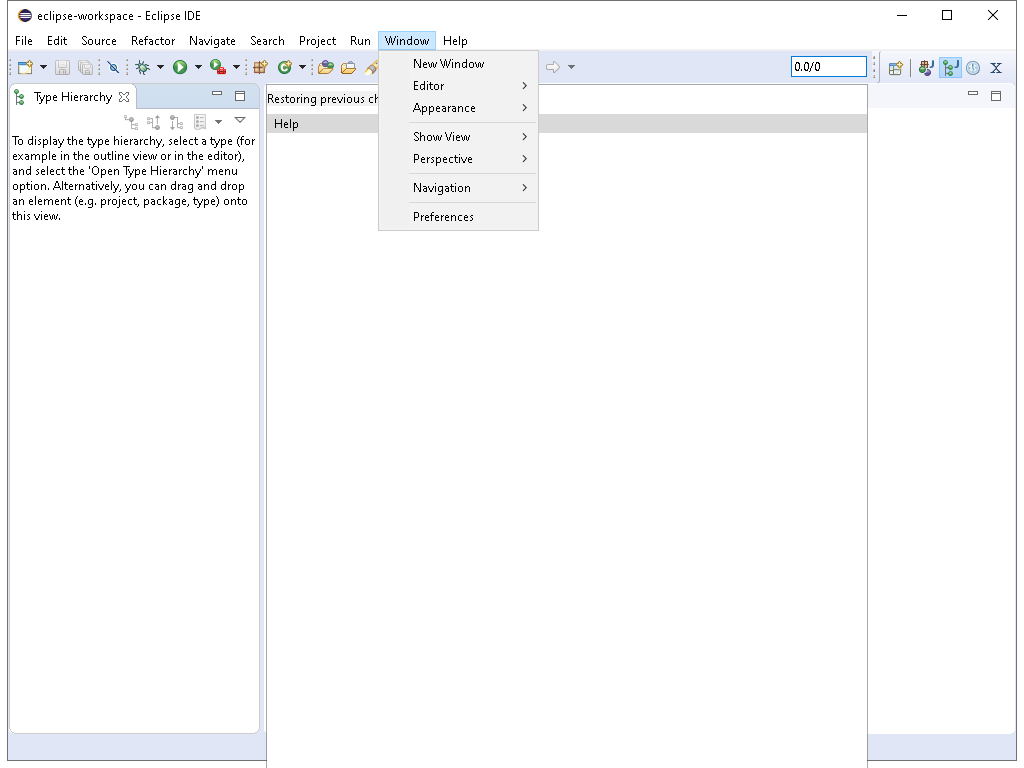 eclipse-workspace - Eclipse IDE
File Edit Source Refactor Navigate Search Project Run Window Help
0.0/0
X
Type Hierarchy
To display the type hierarchy, select a type (for
example in the outline view or in the editor),
and select the 'Open Type Hierarchy' menu
option. Alternatively, you can drag and drop
an element (e.g. project, package, type) onto
this view.
Restoring previous
Help
New Window
Editor
Appearance
Show View
Perspective
Navigation
Preferences